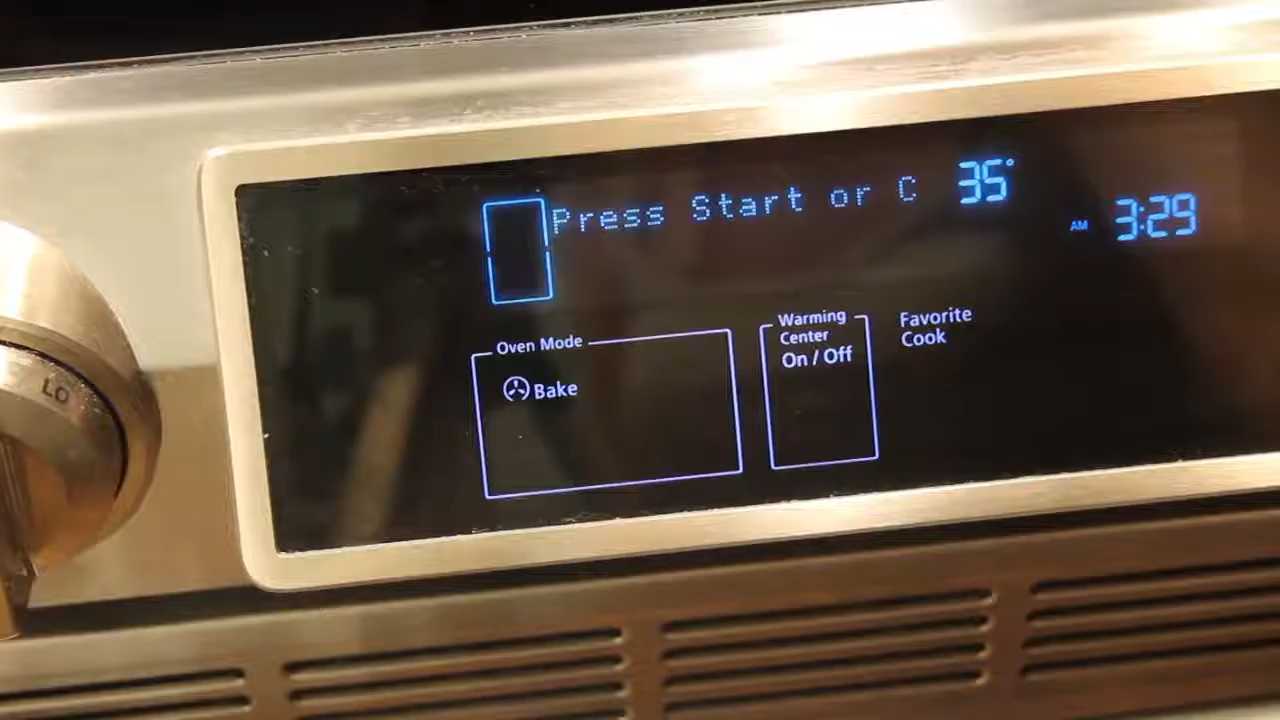 Press Start or C 35°
AM 3:29
Oven Mode
Bake
Warming
Center
On / Off
Favorite
Cook
LO